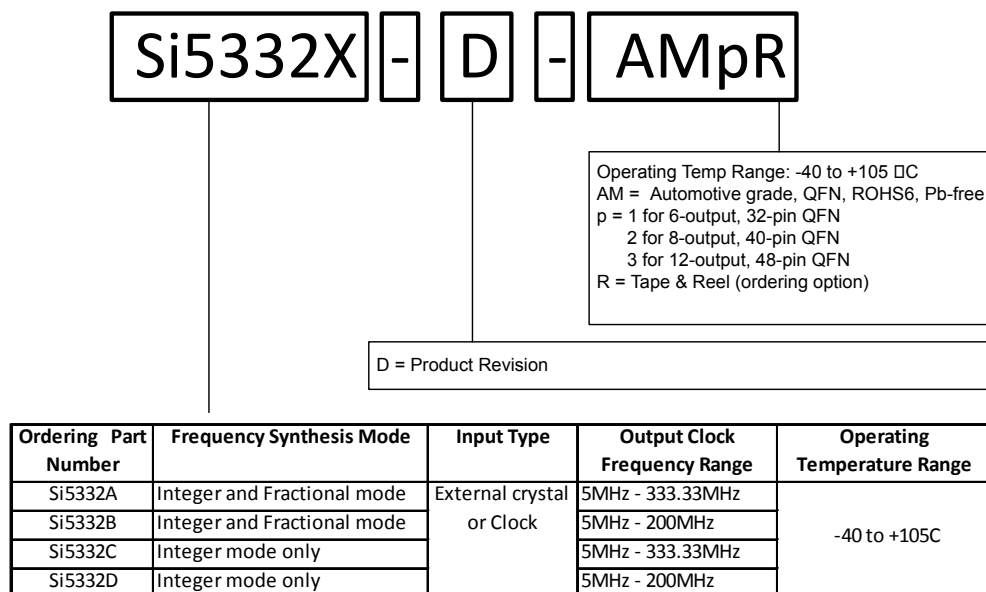 Si5332X - D - AMpR
Operating Temp Range: -40 to +105 □C
AM = Automotive grade, QFN, ROHS6, Pb-free
p = 1 for 6-output, 32-pin QFN
2 for 8-output, 40-pin QFN
3 for 12-output, 48-pin QFN
R = Tape & Reel (ordering option)
D = Product Revision
Ordering Part Number | Frequency Synthesis Mode | Input Type | Output Clock Frequency Range | Operating Temperature Range
Si5332A | Integer and Fractional mode | External crystal or Clock | 5MHz - 333.33MHz | -40 to +105C
Si5332B | Integer and Fractional mode | 5MHz - 200MHz
Si5332C | Integer mode only | 5MHz - 333.33MHz
Si5332D | Integer mode only | 5MHz - 200MHz